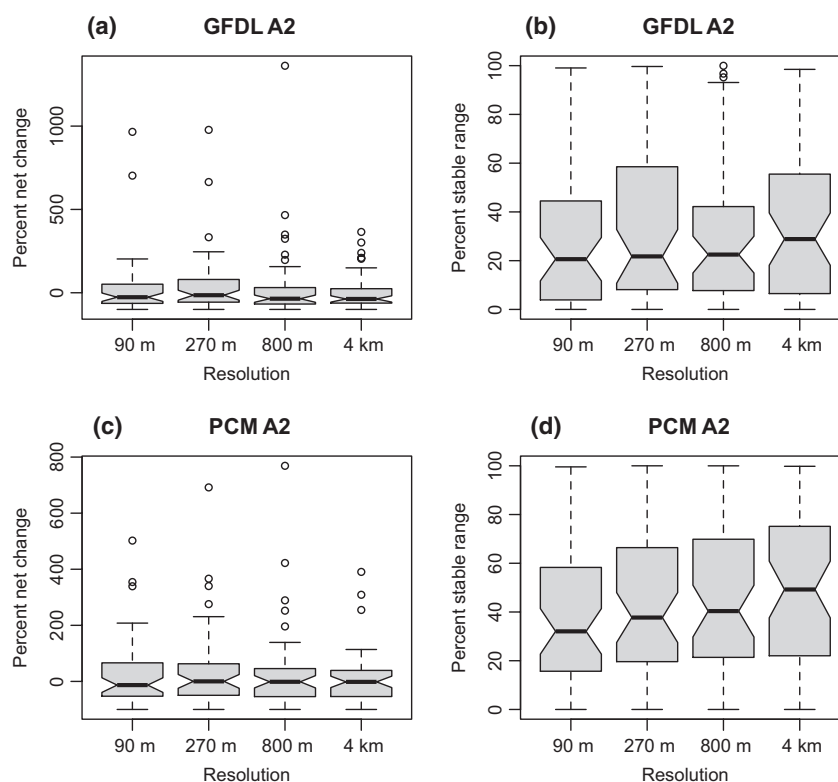 (a) GFDL A2
Percent net change
1000
500
0
90 m 270 m 800 m 4 km
Resolution
(b) GFDL A2
Percent stable range
100
80
60
40
20
0
90 m 270 m 800 m 4 km
Resolution
(c) PCM A2
Percent net change
800
600
400
200
0
90 m 270 m 800 m 4 km
Resolution
(d) PCM A2
Percent stable range
100
80
60
40
20
0
90 m 270 m 800 m 4 km
Resolution